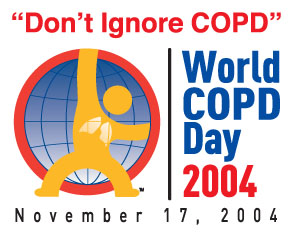 “Don’t Ignore COPD”
World
COPD
Day
2004
November 17, 2004